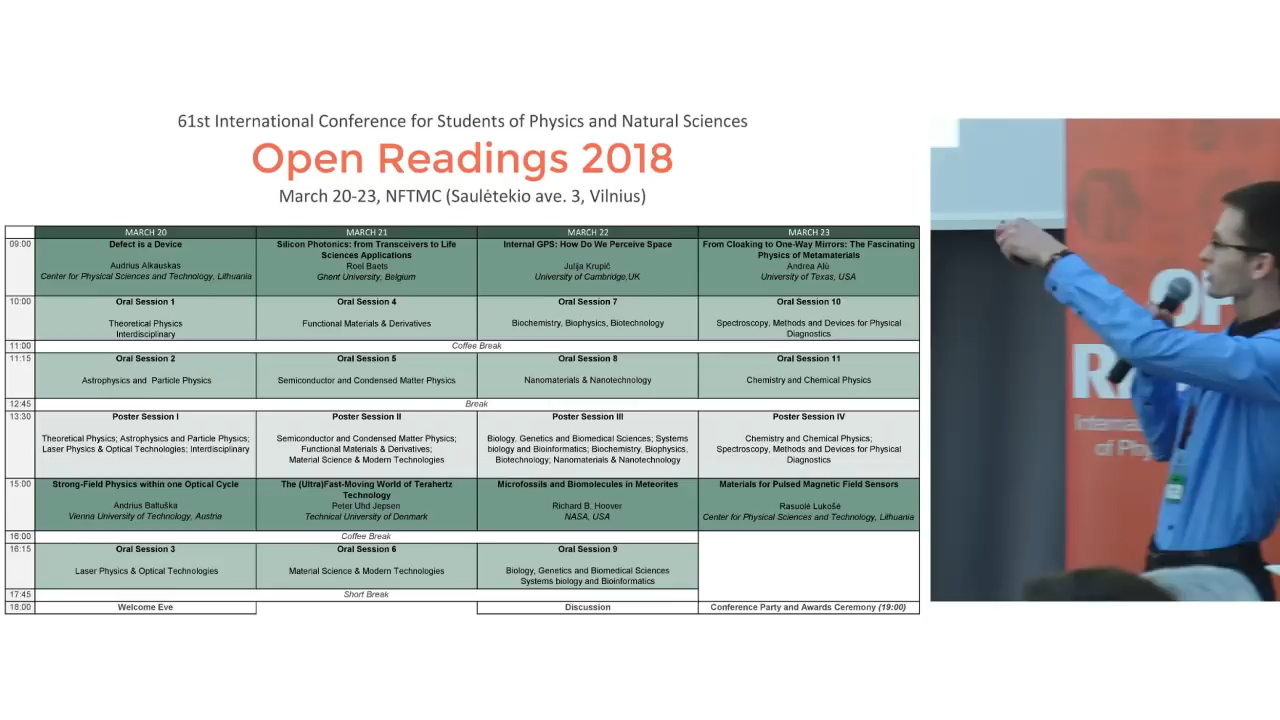 61st International Conference for Students of Physics and Natural Sciences
Open Readings 2018
March 20-23, NFTMC (Saulėtekio ave. 3, Vilnius)
MARCH 20 MARCH 21 MARCH 22 MARCH 23
09:00
Defect is a Device
Audrius Alkauskas
Center for Physical Sciences and Technology, Lithuania
Silicon Photonics: from Transceivers to Life
Sciences Applications
Roel Baets
Ghent University, Belgium
Internal GPS: How Do We Perceive Space
Julija Krupič
University of Cambridge,UK
From Cloaking to One-Way Mirrors: The Fascinating
Physics of Metamaterials
Andrea Alù
University of Texas, USA
10:00
Oral Session 1
Theoretical Physics
Interdisciplinary
Oral Session 4
Functional Materials & Derivatives
Oral Session 7
Biochemistry, Biophysics, Biotechnology
Oral Session 10
Spectroscopy, Methods and Devices for Physical
Diagnostics
11:00
Coffee Break
11:15
Oral Session 2
Astrophysics and Particle Physics
Oral Session 5
Semiconductor and Condensed Matter Physics
Oral Session 8
Nanomaterials & Nanotechnology
Oral Session 11
Chemistry and Chemical Physics
12:45
Break
13:30
Poster Session I
Theoretical Physics; Astrophysics and Particle Physics;
Laser Physics & Optical Technologies; Interdisciplinary
Poster Session II
Semiconductor and Condensed Matter Physics;
Functional Materials & Derivatives;
Material Science & Modern Technologies
Poster Session III
Biology, Genetics and Biomedical Sciences; Systems
biology and Bioinformatics; Biochemistry, Biophysics,
Biotechnology; Nanomaterials & Nanotechnology
Poster Session IV
Chemistry and Chemical Physics;
Spectroscopy, Methods and Devices for Physical
Diagnostics
15:00
Strong-Field Physics within one Optical Cycle
Andrius Baltuška
Vienna University of Technology, Austria
The (Ultra)Fast-Moving World of Terahertz
Technology
Peter Uhd Jepsen
Technical University of Denmark
Microfossils and Biomolecules in Meteorites
Richard B. Hoover
NASA, USA
Materials for Pulsed Magnetic Field Sensors
Rasuolė Lukošė
Center for Physical Sciences and Technology, Lithuania
16:00
Coffee Break
16:15
Oral Session 3
Laser Physics & Optical Technologies
Oral Session 6
Material Science & Modern Technologies
Oral Session 9
Biology, Genetics and Biomedical Sciences
Systems biology and Bioinformatics
17:45
Short Break
18:00
Welcome Eve
Discussion
Conference Party and Awards Ceremony (19:00)
of